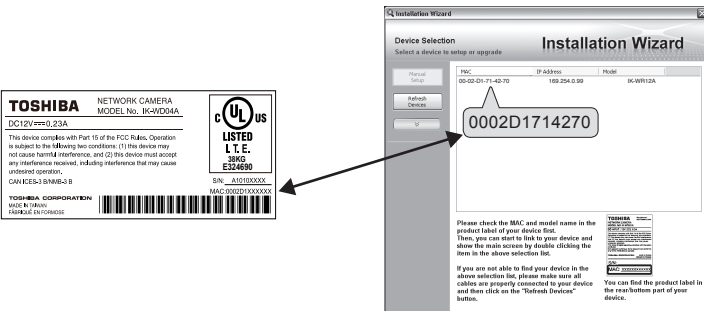 TOSHIBA
NETWORK CAMERA
MODEL No. IK-WD04A
DC12V⎓0.23A
This device complies with Part 15 of the FCC Rules. Operation
is subject to the following two conditions: (1) this device may
not cause harmful interference, and (2) this device must accept
any interference received, including interference that may cause
undesired operation.
CAN ICES-3 B/NMB-3 B
TOSHIBA CORPORATION
MADE IN TAIWAN
FABRIQUÉ EN FORMOSE
C UL US
LISTED
I. T. E.
38KG
E324690
S/N: A1010XXXX
MAC:0002D1XXXXXX
Installation Wizard
Device Selection
Select a device to setup or upgrade
Installation Wizard
Manual
Setup
Refresh
Devices
MAC IP Address Model
00-02-D1-71-42-70 169.254.0.99 IK-WR12A
0002D1714270
Please check the MAC and model name in the
product label of your device first.
Then, you can start to link to your device and
show the main screen by double clicking the
item in the above selection list.
If you are not able to find your device in the
above selection list, please make sure all
cables are properly connected to your device
and then click on the "Refresh Devices"
button.
TOSHIBA
S/N:
MAC: XXXXXXXXXXXX
You can find the product label in
the rear/bottom part of your
device.